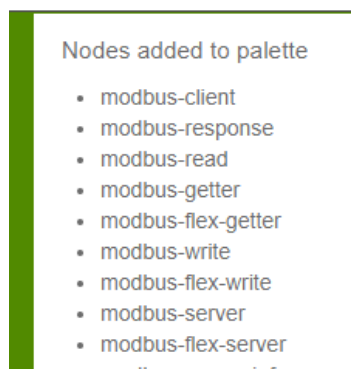 Nodes added to palette
modbus-client
modbus-response
modbus-read
modbus-getter
modbus-flex-getter
modbus-write
modbus-flex-write
modbus-server
modbus-flex-server